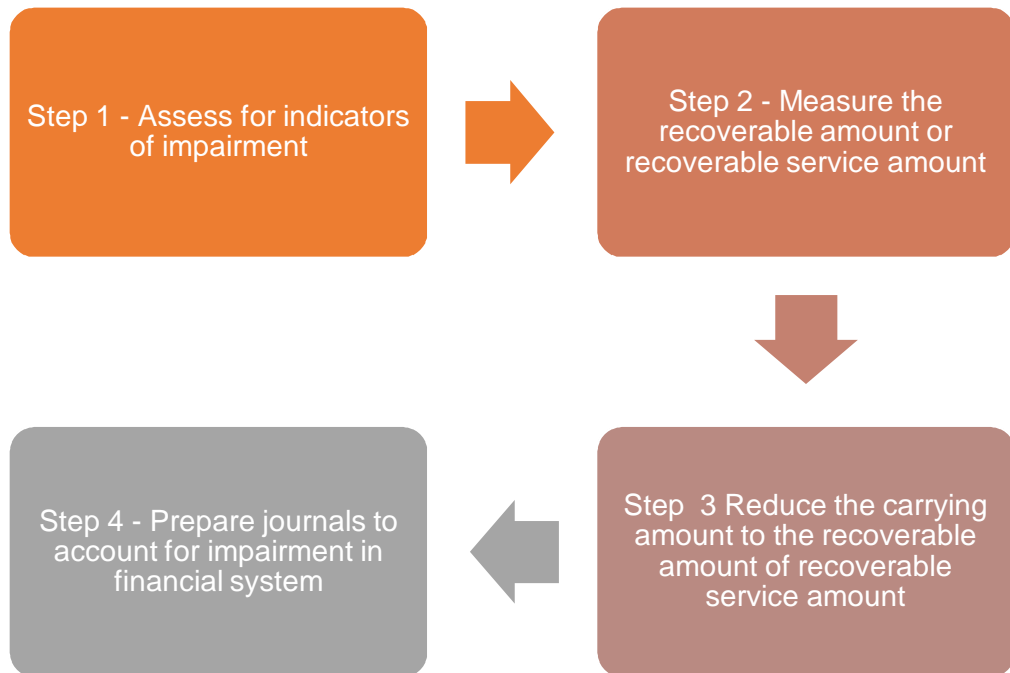 Step 1 - Assess for indicators
of impairment
Step 2 - Measure the
recoverable amount or
recoverable service amount
Step  3 Reduce the carrying
amount to the recoverable
amount of recoverable
service amount
Step 4 - Prepare journals to
account for impairment in
financial system